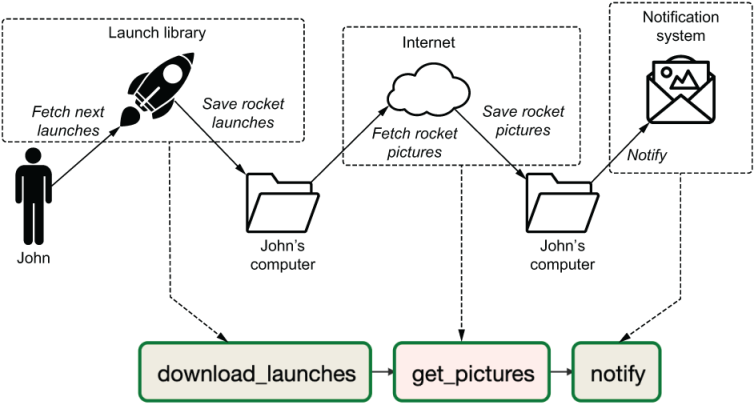 Launch library
Internet
Notification
system
Fetch next
launches
Save rocket
launches
Fetch rocket
pictures
Save rocket
pictures
Notify
John
John's
computer
John's
computer
download_launches
get_pictures
notify